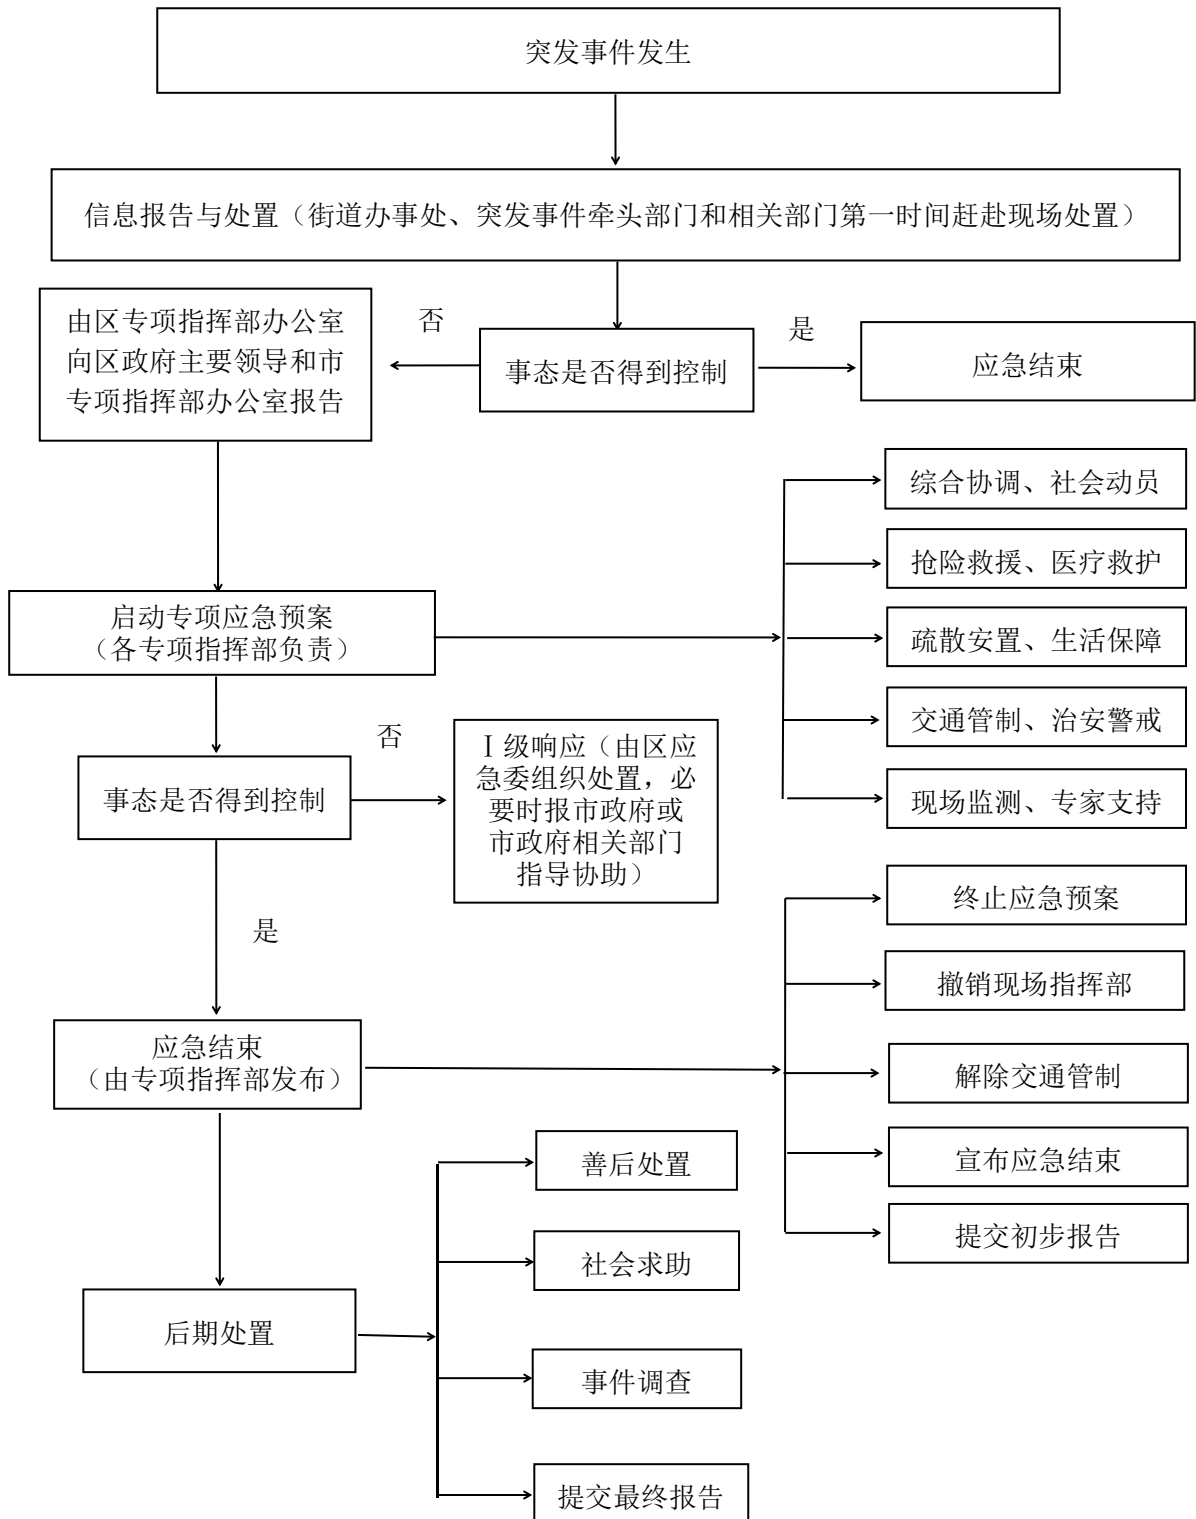 突发事件发生
信息报告与处置（街道办事处、突发事件牵头部门和相关部门第一时间赶赴现场处置）
由区专项指挥部办公室
向区政府主要领导和市
专项指挥部办公室报告
否
事态是否得到控制
是
应急结束
综合协调、社会动员
抢险救援、医疗救护
启动专项应急预案
（各专项指挥部负责）
疏散安置、生活保障
交通管制、治安警戒
现场监测、专家支持
事态是否得到控制
否
Ⅰ级响应（由区应
急委组织处置，必
要时报市政府或
市政府相关部门
指导协助）
是
终止应急预案
撤销现场指挥部
应急结束
（由专项指挥部发布）
解除交通管制
宣布应急结束
提交初步报告
善后处置
社会求助
后期处置
事件调查
提交最终报告